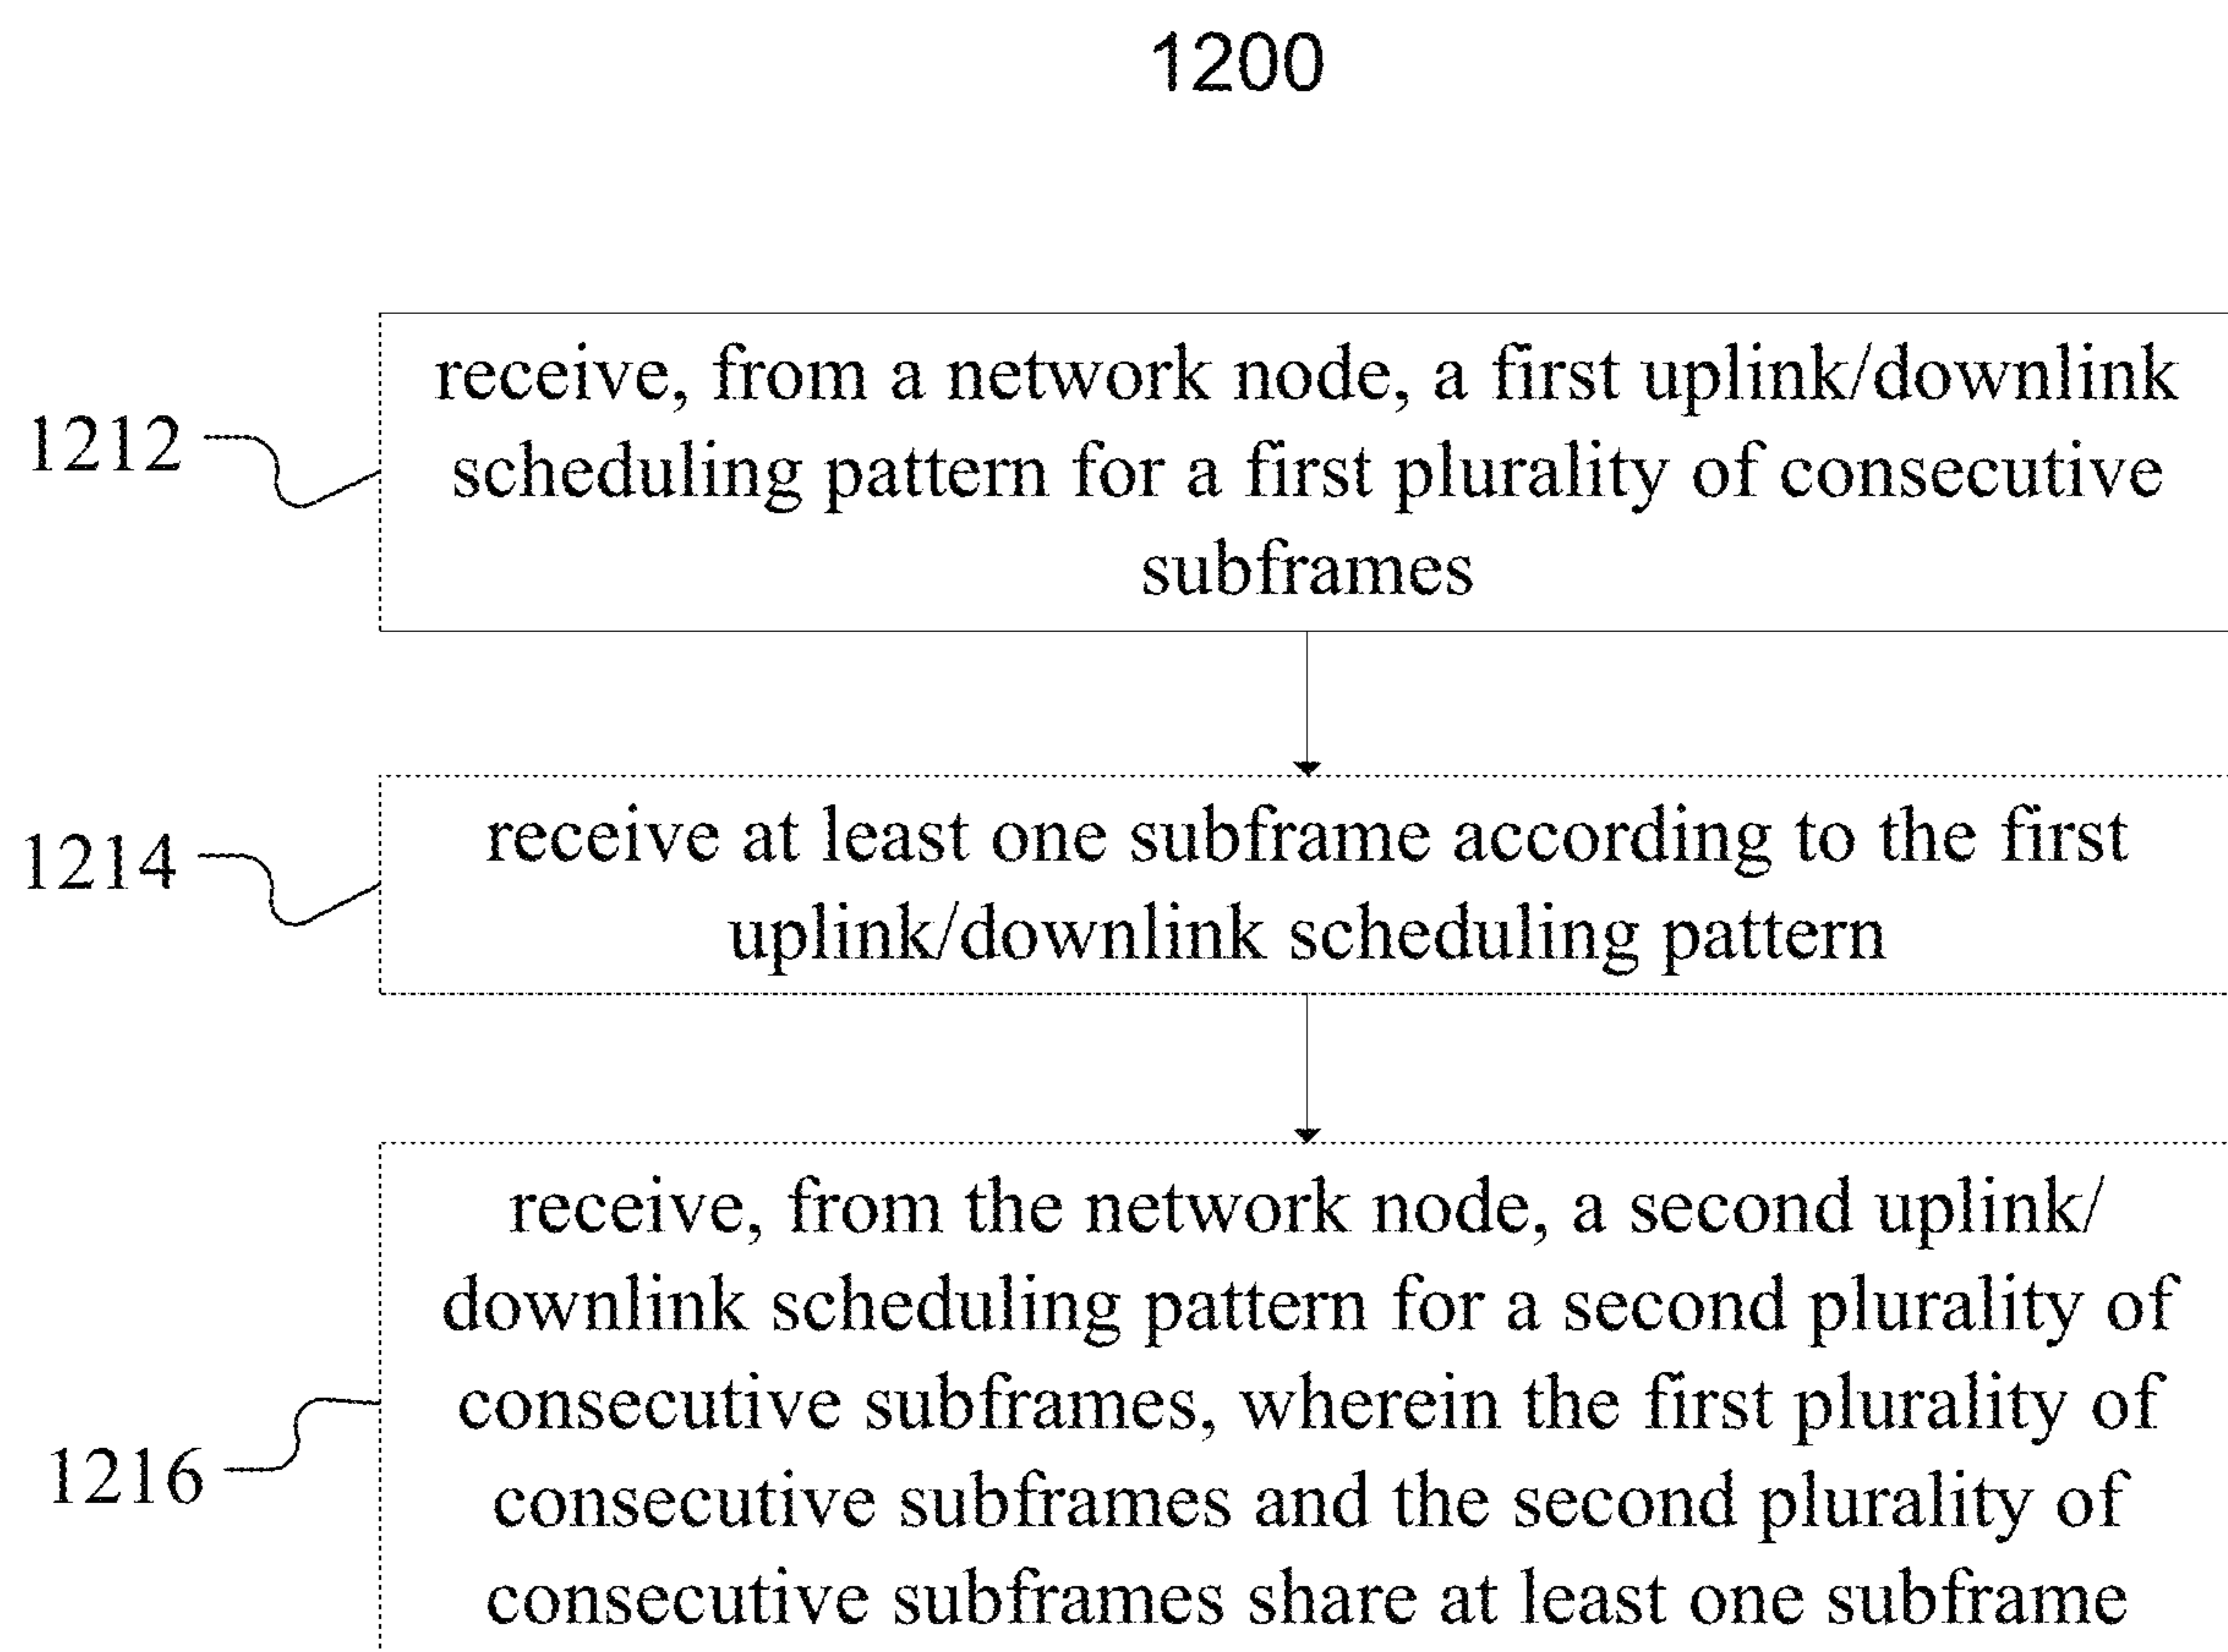 1200
receive, from a network node, a first uplink/downlink
scheduling pattern for a first plurality of consecutive
subframes
1212
receive at least one subframe according to the first
uplink/downlink scheduling pattern
1214
receive, from the network node, a second uplink/
downlink scheduling pattern for a second plurality of
consecutive subframes, wherein the first plurality of
consecutive subframes and the second plurality of
consecutive subframes share at least one subframe
1216